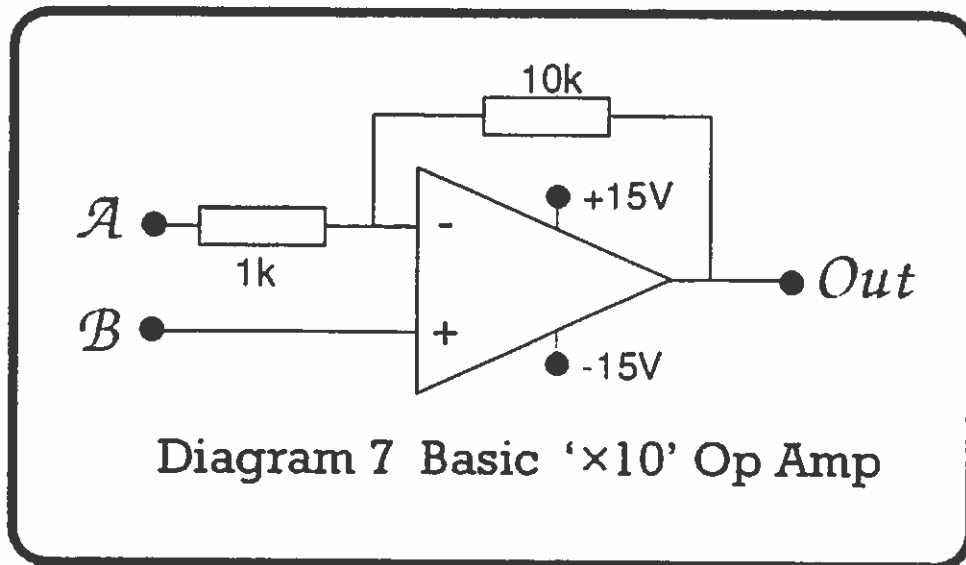 10k
+15V
A
-
1k
Out
B
+
-15V
Diagram 7 Basic ‘×10’ Op Amp